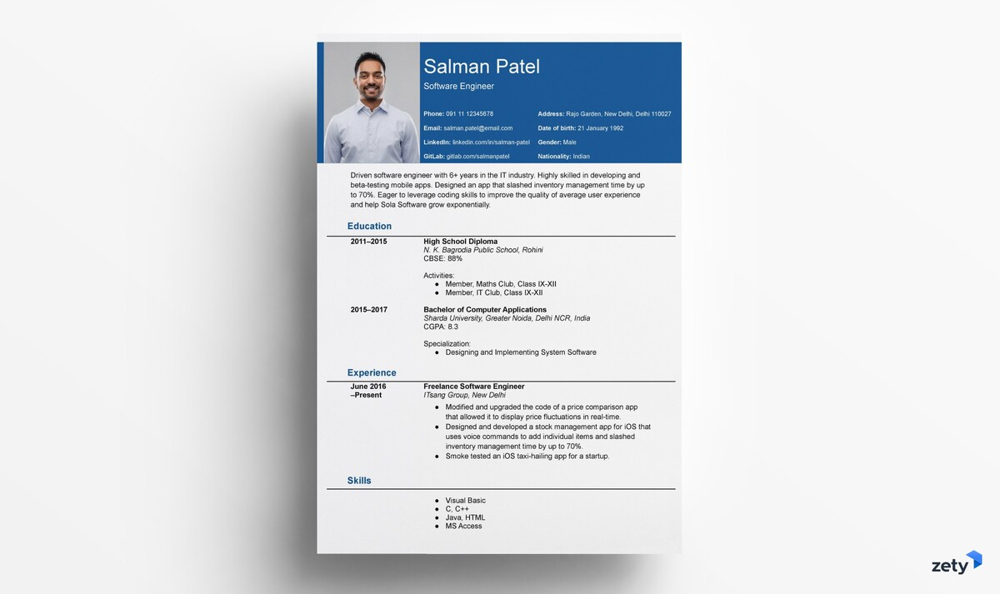 Salman Patel
Software Engineer
Phone: 091 11 12345678
Address: Rajo Garden, New Delhi, Delhi 110027
Email: salman.patel@email.com
Date of birth: 21 January 1992
LinkedIn: linkedin.com/in/salman-patel
Gender: Male
GitLab: gitlab.com/salmanpatel
Nationality: Indian
Driven software engineer with 6+ years in the IT industry. Highly skilled in developing and
beta-testing mobile apps. Designed an app that slashed inventory management time by up
to 70%. Eager to leverage coding skills to improve the quality of average user experience
and help Sola Software grow exponentially.
Education
2011–2015
High School Diploma
N. K. Bagrodia Public School, Rohini
CBSE: 88%
Activities:
● Member, Maths Club, Class IX-XII
● Member, IT Club, Class IX-XII
2015–2017
Bachelor of Computer Applications
Sharda University, Greater Noida, Delhi NCR, India
CGPA: 8.3
Specialization:
● Designing and Implementing System Software
Experience
June 2016
–Present
Freelance Software Engineer
ITsang Group, New Delhi
● Modified and upgraded the code of a price comparison app
that allowed it to display price fluctuations in real-time.
● Designed and developed a stock management app for iOS that
uses voice commands to add individual items and slashed
inventory management time by up to 70%.
● Smoke tested an iOS taxi-hailing app for a startup.
Skills
● Visual Basic
● C, C++
● Java, HTML
● MS Access
zety